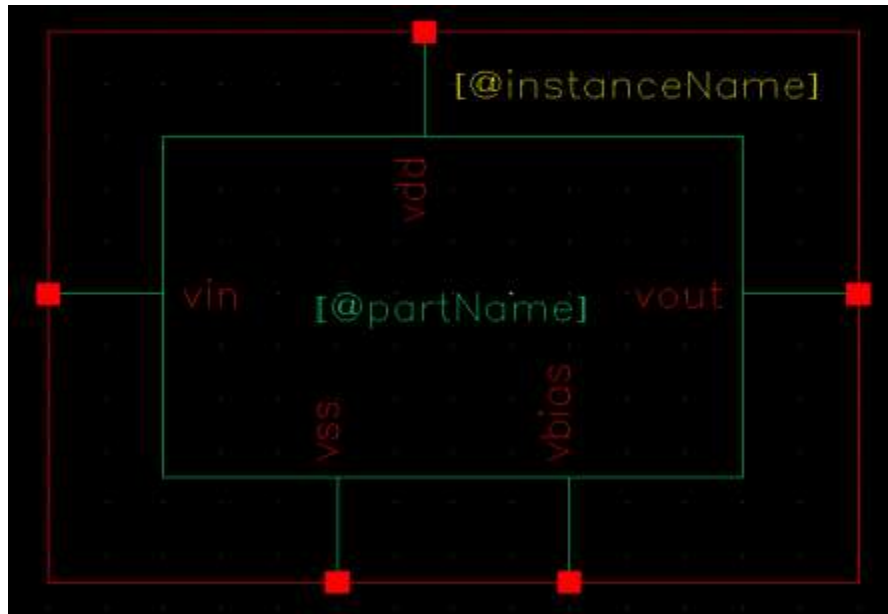 [@instanceName]
vdd
vin
[@partName]
vout
vss
vbias